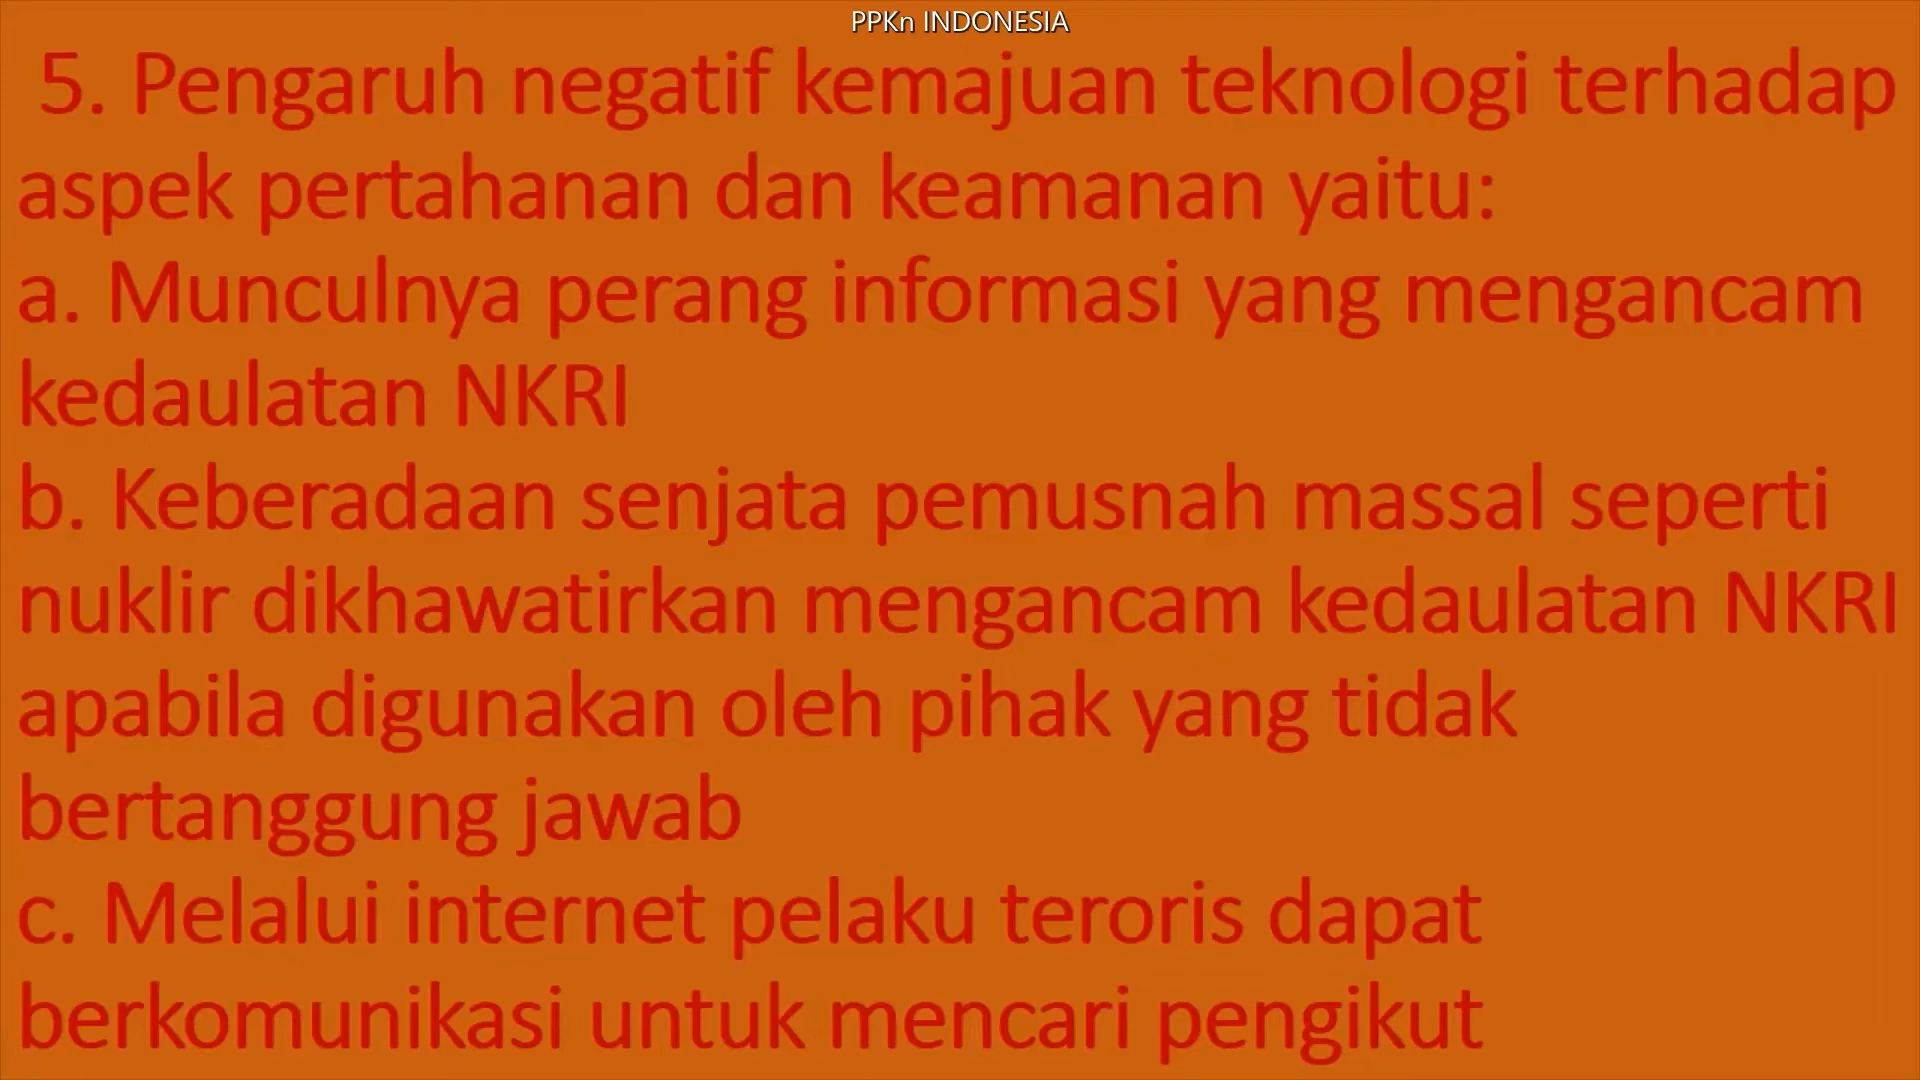 PPKn INDONESIA
5. Pengaruh negatif kemajuan teknologi terhadap
aspek pertahanan dan keamanan yaitu:
a. Munculnya perang informasi yang mengancam
kedaulatan NKRI
b. Keberadaan senjata pemusnah massal seperti
nuklir dikhawatirkan mengancam kedaulatan NKRI
apabila digunakan oleh pihak yang tidak
bertanggung jawab
c. Melalui internet pelaku teroris dapat
berkomunikasi untuk mencari pengikut